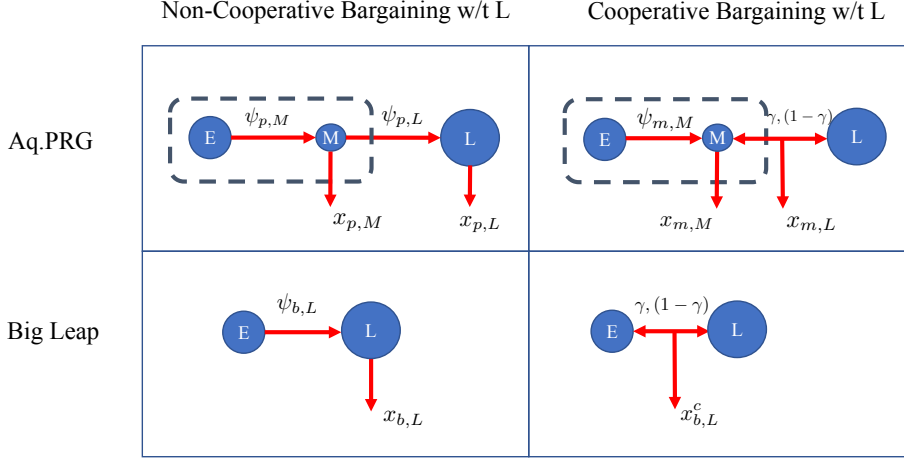 Non-Cooperative Bargaining w/t L
Cooperative Bargaining w/t L
Aq.PRG
E
ψ_{p,M}
M
ψ_{p,L}
L
x_{p,M}
x_{p,L}
E
ψ_{m,M}
M
γ, (1 − γ)
L
x_{m,M}
x_{m,L}
Big Leap
E
ψ_{b,L}
L
x_{b,L}
E
γ, (1 − γ)
L
x^c_{b,L}